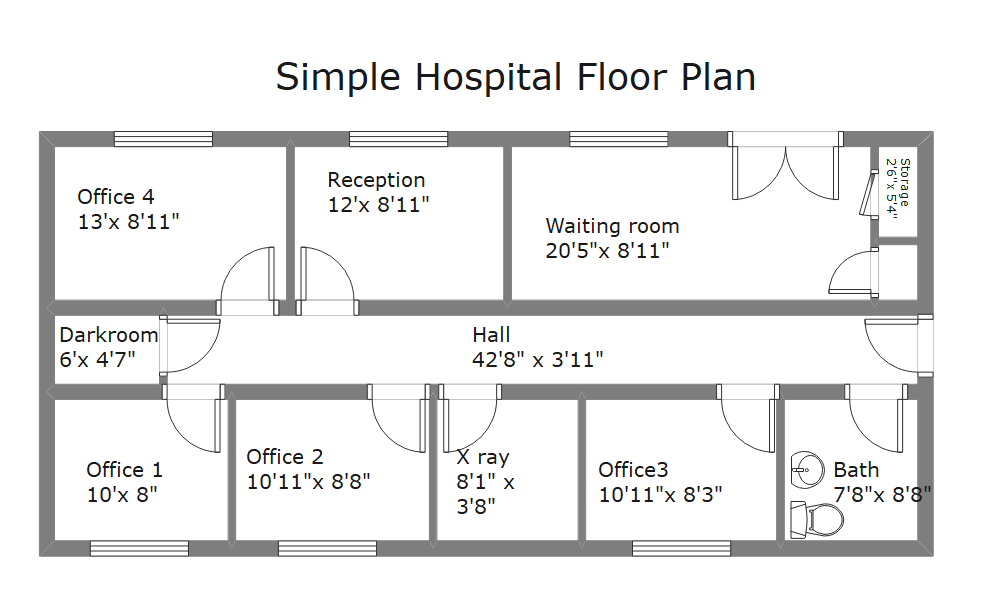 Simple Hospital Floor Plan
Office 4
13'x 8'11"
Reception
12'x 8'11"
Waiting room
20'5"x 8'11"
Storage
2'6"x 5'4"
Darkroom
6'x 4'7"
Hall
42'8" x 3'11"
Office 1
10'x 8"
Office 2
10'11"x 8'8"
X ray
8'1" x
3'8"
Office3
10'11"x 8'3"
Bath
7'8"x 8'8"